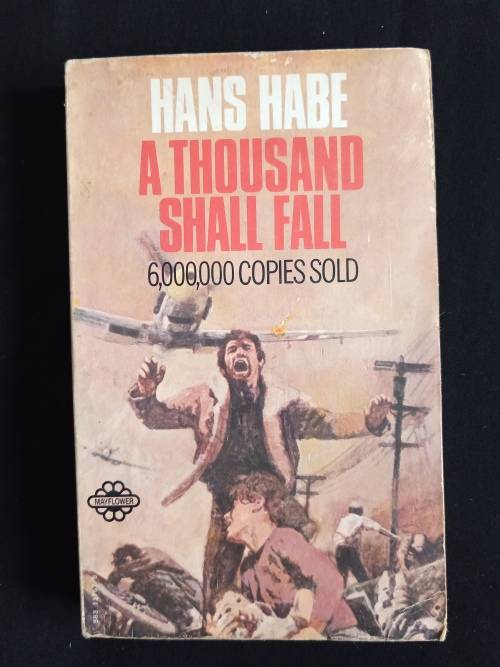 HANS HABE
A THOUSAND
SHALL FALL
6,000,000 COPIES SOLD
MAYFLOWER